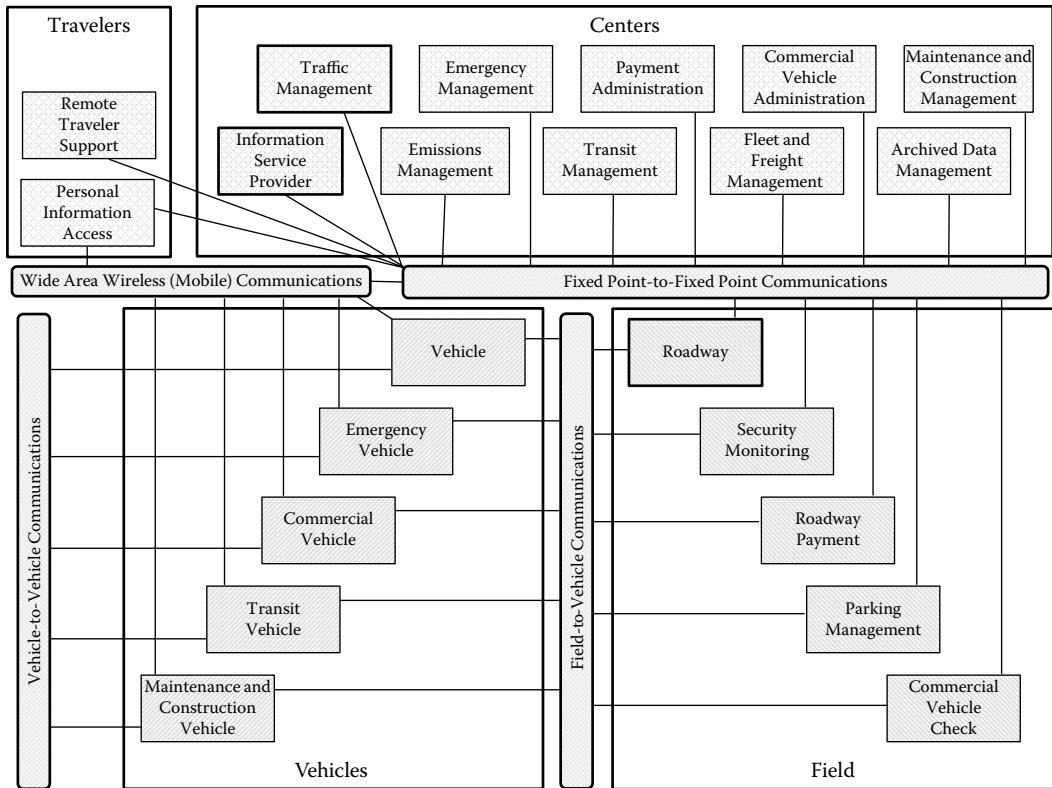 Travelers
Remote
Traveler
Support
Personal
Information
Access
Centers
Traffic
Management
Emergency
Management
Payment
Administration
Commercial
Vehicle
Administration
Maintenance and
Construction
Management
Information
Service
Provider
Emissions
Management
Transit
Management
Fleet and
Freight
Management
Archived Data
Management
Wide Area Wireless (Mobile) Communications
Fixed Point-to-Fixed Point Communications
Vehicle-to-Vehicle Communications
Vehicle
Emergency
Vehicle
Commercial
Vehicle
Transit
Vehicle
Maintenance and
Construction
Vehicle
Vehicles
Field-to-Vehicle Communications
Roadway
Security
Monitoring
Roadway
Payment
Parking
Management
Commercial
Vehicle
Check
Field